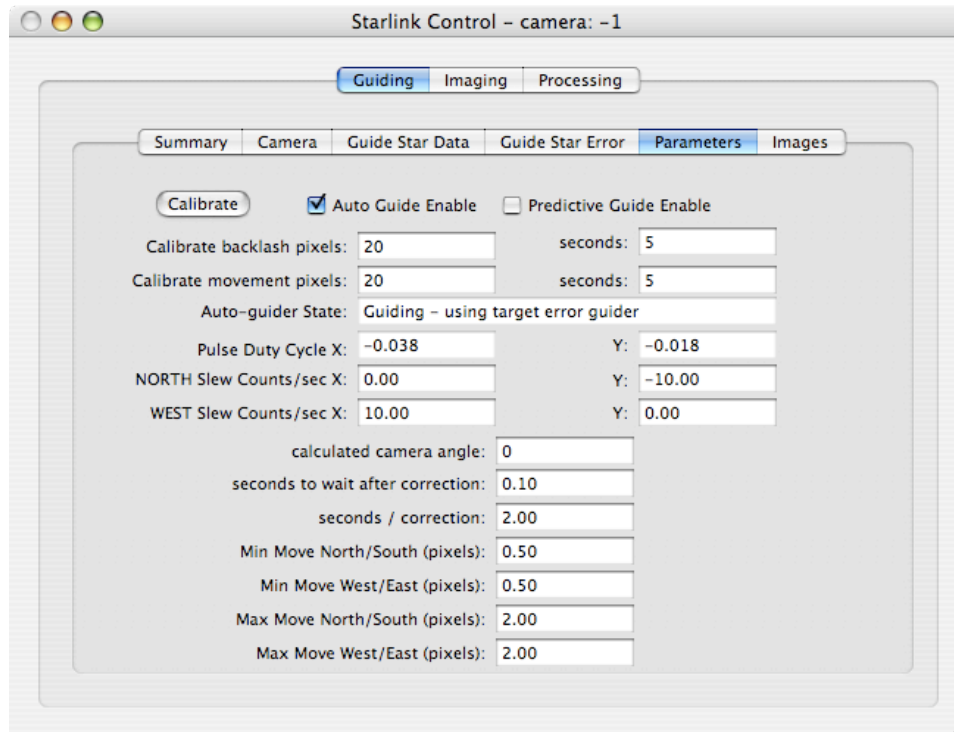 Starlink Control – camera: –1
Guiding Imaging Processing
Summary Camera Guide Star Data Guide Star Error Parameters Images
Calibrate Auto Guide Enable Predictive Guide Enable
Calibrate backlash pixels: 20 seconds: 5
Calibrate movement pixels: 20 seconds: 5
Auto-guider State: Guiding – using target error guider
Pulse Duty Cycle X: -0.038 Y: -0.018
NORTH Slew Counts/sec X: 0.00 Y: -10.00
WEST Slew Counts/sec X: 10.00 Y: 0.00
calculated camera angle: 0
seconds to wait after correction: 0.10
seconds / correction: 2.00
Min Move North/South (pixels): 0.50
Min Move West/East (pixels): 0.50
Max Move North/South (pixels): 2.00
Max Move West/East (pixels): 2.00